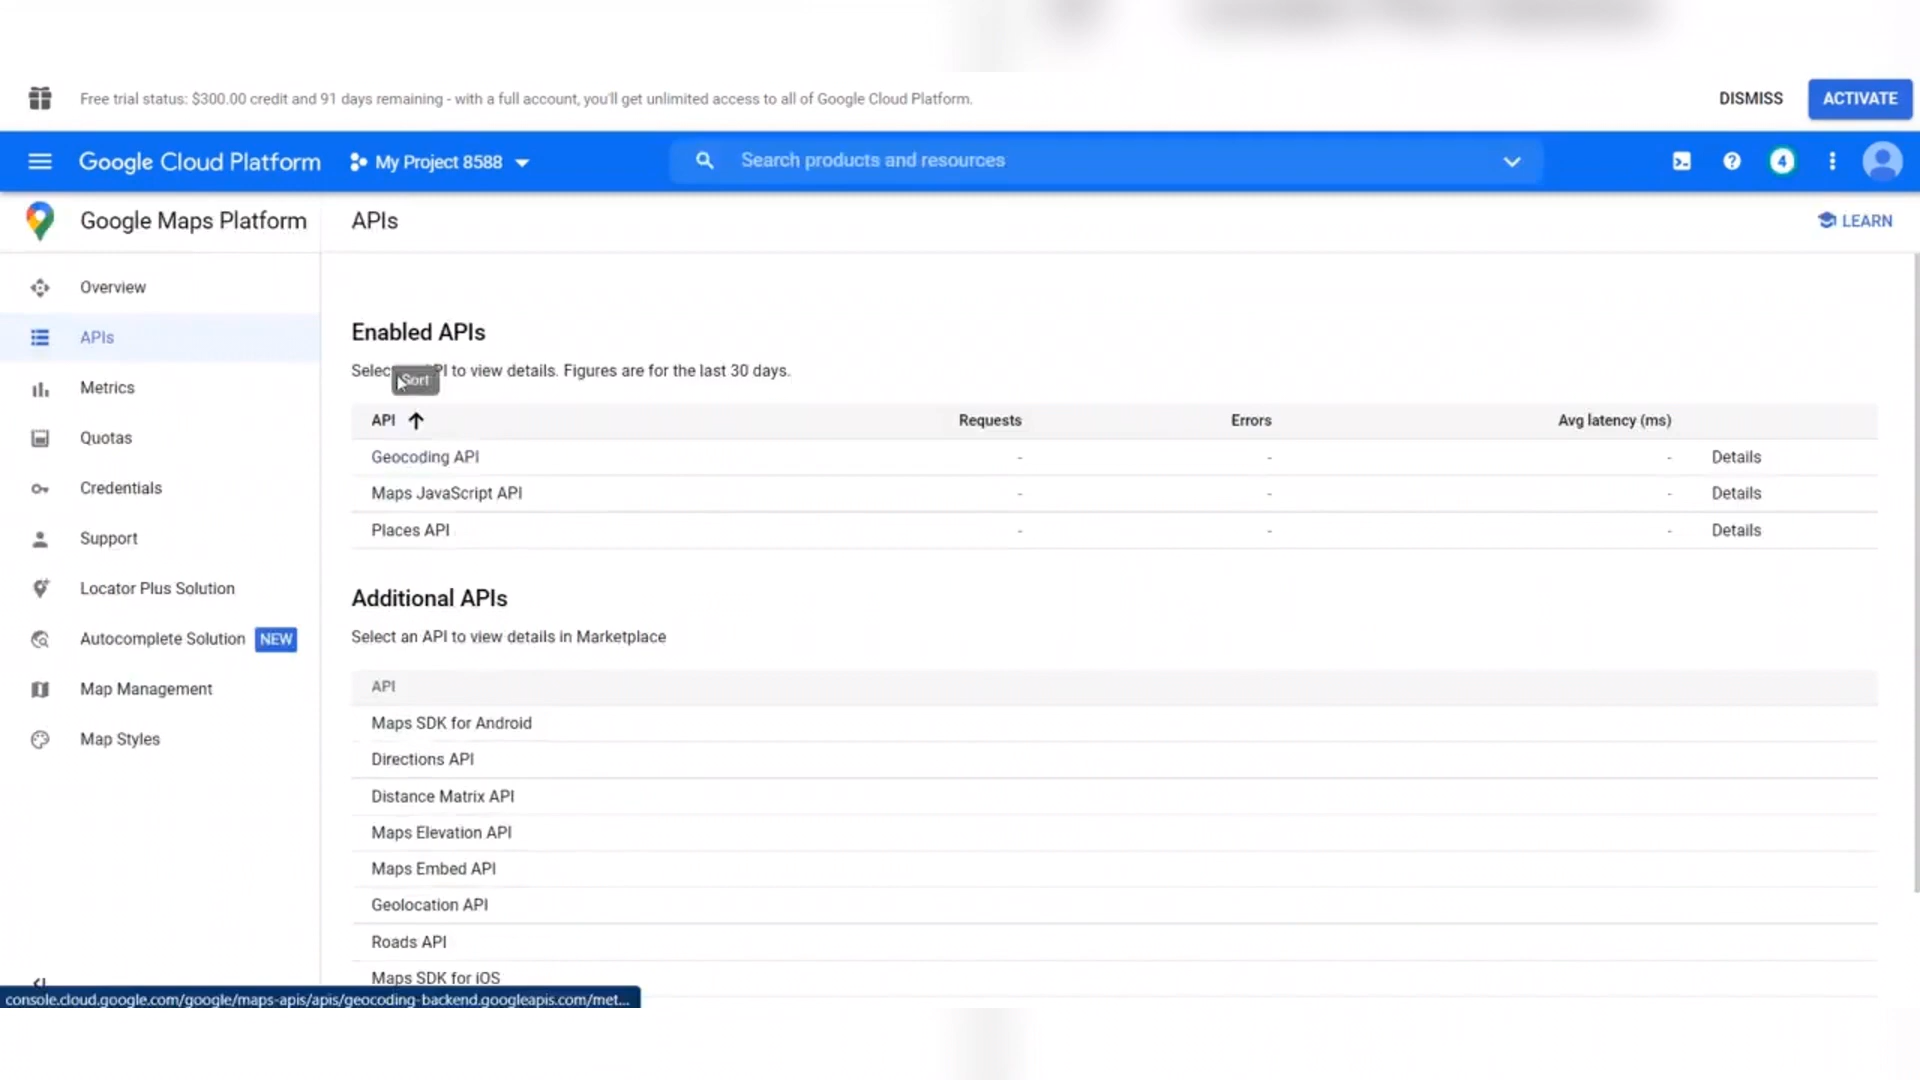 Free trial status: $300.00 credit and 91 days remaining - with a full account, you'll get unlimited access to all of Google Cloud Platform.
DISMISS
ACTIVATE
Google Cloud Platform
My Project 8588
Search products and resources
4
Google Maps Platform
APIs
LEARN
Overview
APIs
Metrics
Quotas
Credentials
Support
Locator Plus Solution
Autocomplete Solution NEW
Map Management
Map Styles
Enabled APIs
Selec PI to view details. Figures are for the last 30 days.
Sort
API Requests Errors Avg latency (ms)
Geocoding API - - - Details
Maps JavaScript API - - - Details
Places API - - - Details
Additional APIs
Select an API to view details in Marketplace
API
Maps SDK for Android
Directions API
Distance Matrix API
Maps Elevation API
Maps Embed API
Geolocation API
Roads API
Maps SDK for iOS
console.cloud.google.com/google/maps-apis/apis/geocoding-backend.googleapis.com/met...